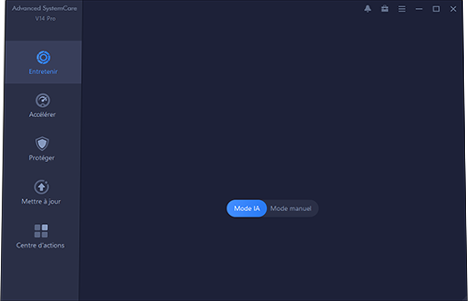 Advanced SystemCare
V14 Pro
Entretenir
Accélérer
Protéger
Mettre à jour
Centre d'actions
Mode IA Mode manuel